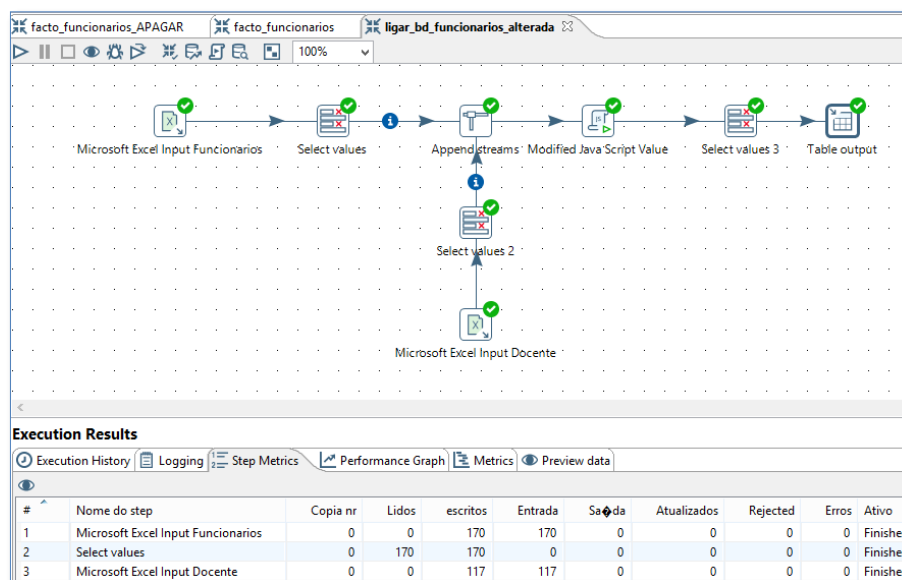 facto_funcionarios_APAGAR facto_funcionarios ligar_bd_funcionarios_alterada
100%
Microsoft Excel Input Funcionarios Select values Append streams Modified Java Script Value Select values 3 Table output
Select values 2
Microsoft Excel Input Docente
Execution Results
Execution History Logging Step Metrics Performance Graph Metrics Preview data
# Nome do step Copia nr Lidos escritos Entrada Sa�da Atualizados Rejected Erros Ativo
1 Microsoft Excel Input Funcionarios 0 0 170 170 0 0 0 0 Finishe
2 Select values 0 170 170 0 0 0 0 0 Finishe
3 Microsoft Excel Input Docente 0 0 117 117 0 0 0 0 Finishe